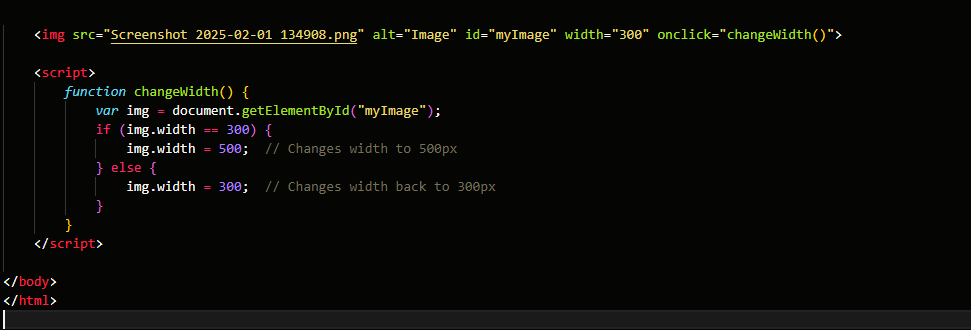 <img src="Screenshot 2025-02-01 134908.png" alt="Image" id="myImage" width="300" onclick="changeWidth()">
<script>
function changeWidth() {
var img = document.getElementById("myImage");
if (img.width == 300) {
img.width = 500;  // Changes width to 500px
} else {
img.width = 300;  // Changes width back to 300px
}
}
</script>
</body>
</html>